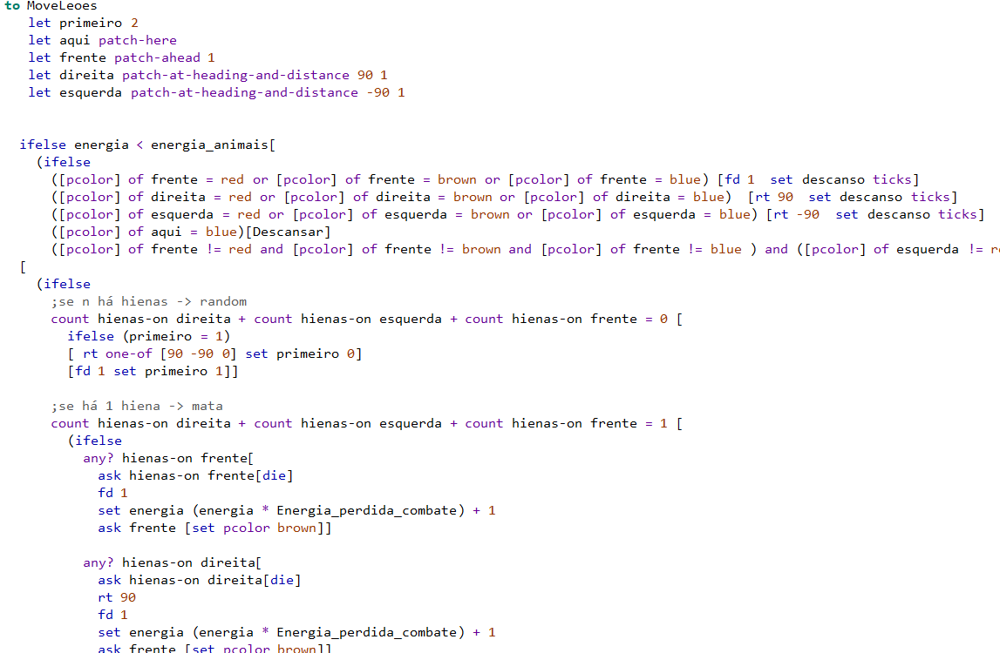 to MoveLeoes
let primeiro 2
let aqui patch-here
let frente patch-ahead 1
let direita patch-at-heading-and-distance 90 1
let esquerda patch-at-heading-and-distance -90 1
ifelse energia < energia_animais[
(ifelse
([pcolor] of frente = red or [pcolor] of frente = brown or [pcolor] of frente = blue) [fd 1  set descanso ticks]
([pcolor] of direita = red or [pcolor] of direita = brown or [pcolor] of direita = blue)  [rt 90  set descanso ticks]
([pcolor] of esquerda = red or [pcolor] of esquerda = brown or [pcolor] of esquerda = blue) [rt -90  set descanso ticks]
([pcolor] of aqui = blue)[Descansar]
([pcolor] of frente != red and [pcolor] of frente != brown and [pcolor] of frente != blue ) and ([pcolor] of esquerda !=
[
(ifelse
;se n há hienas -> random
count hienas-on direita + count hienas-on esquerda + count hienas-on frente = 0 [
ifelse (primeiro = 1)
[ rt one-of [90 -90 0] set primeiro 0]
[fd 1 set primeiro 1]]
;se há 1 hiena -> mata
count hienas-on direita + count hienas-on esquerda + count hienas-on frente = 1 [
(ifelse
any? hienas-on frente[
ask hienas-on frente[die]
fd 1
set energia (energia * Energia_perdida_combate) + 1
ask frente [set pcolor brown]]
any? hienas-on direita[
ask hienas-on direita[die]
rt 90
fd 1
set energia (energia * Energia_perdida_combate) + 1
ask frente [set pcolor brown]]